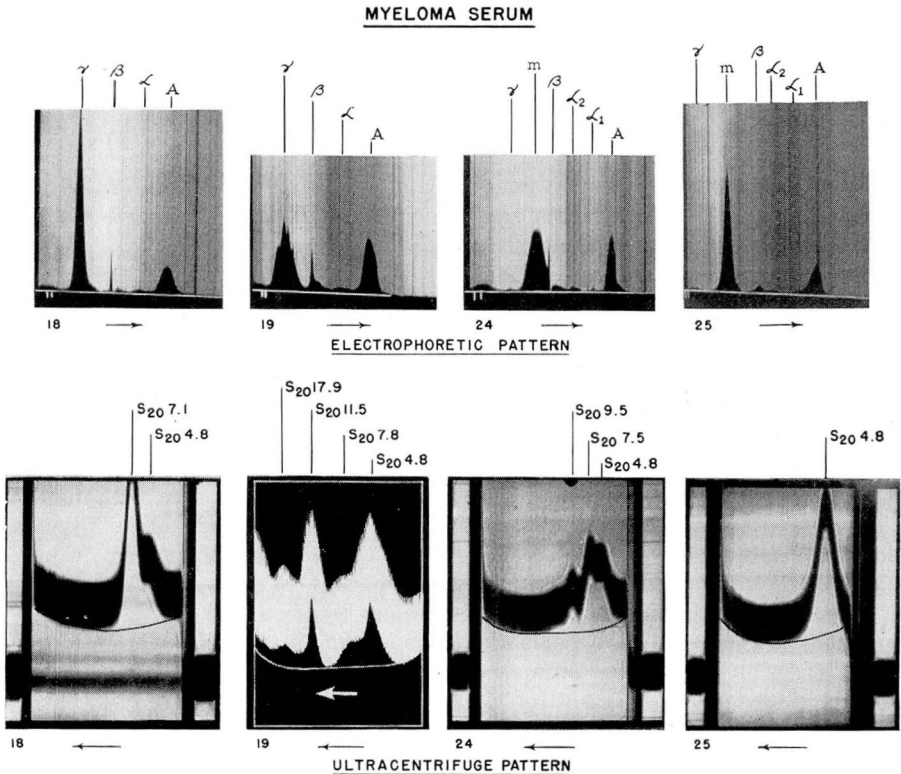 MYELOMA SERUM
γ β α A
γ β α A
γ m β α2 α1 A
γ m β α2 α1 A
18 → 19 → 24 → 25 →
ELECTROPHORETIC PATTERN
S20 7.1
S20 4.8
S20 17.9
S20 11.5
S20 7.8
S20 4.8
S20 9.5
S20 7.5
S20 4.8
S20 4.8
18 ← 19 ← 24 ← 25 ←
ULTRACENTRIFUGE PATTERN